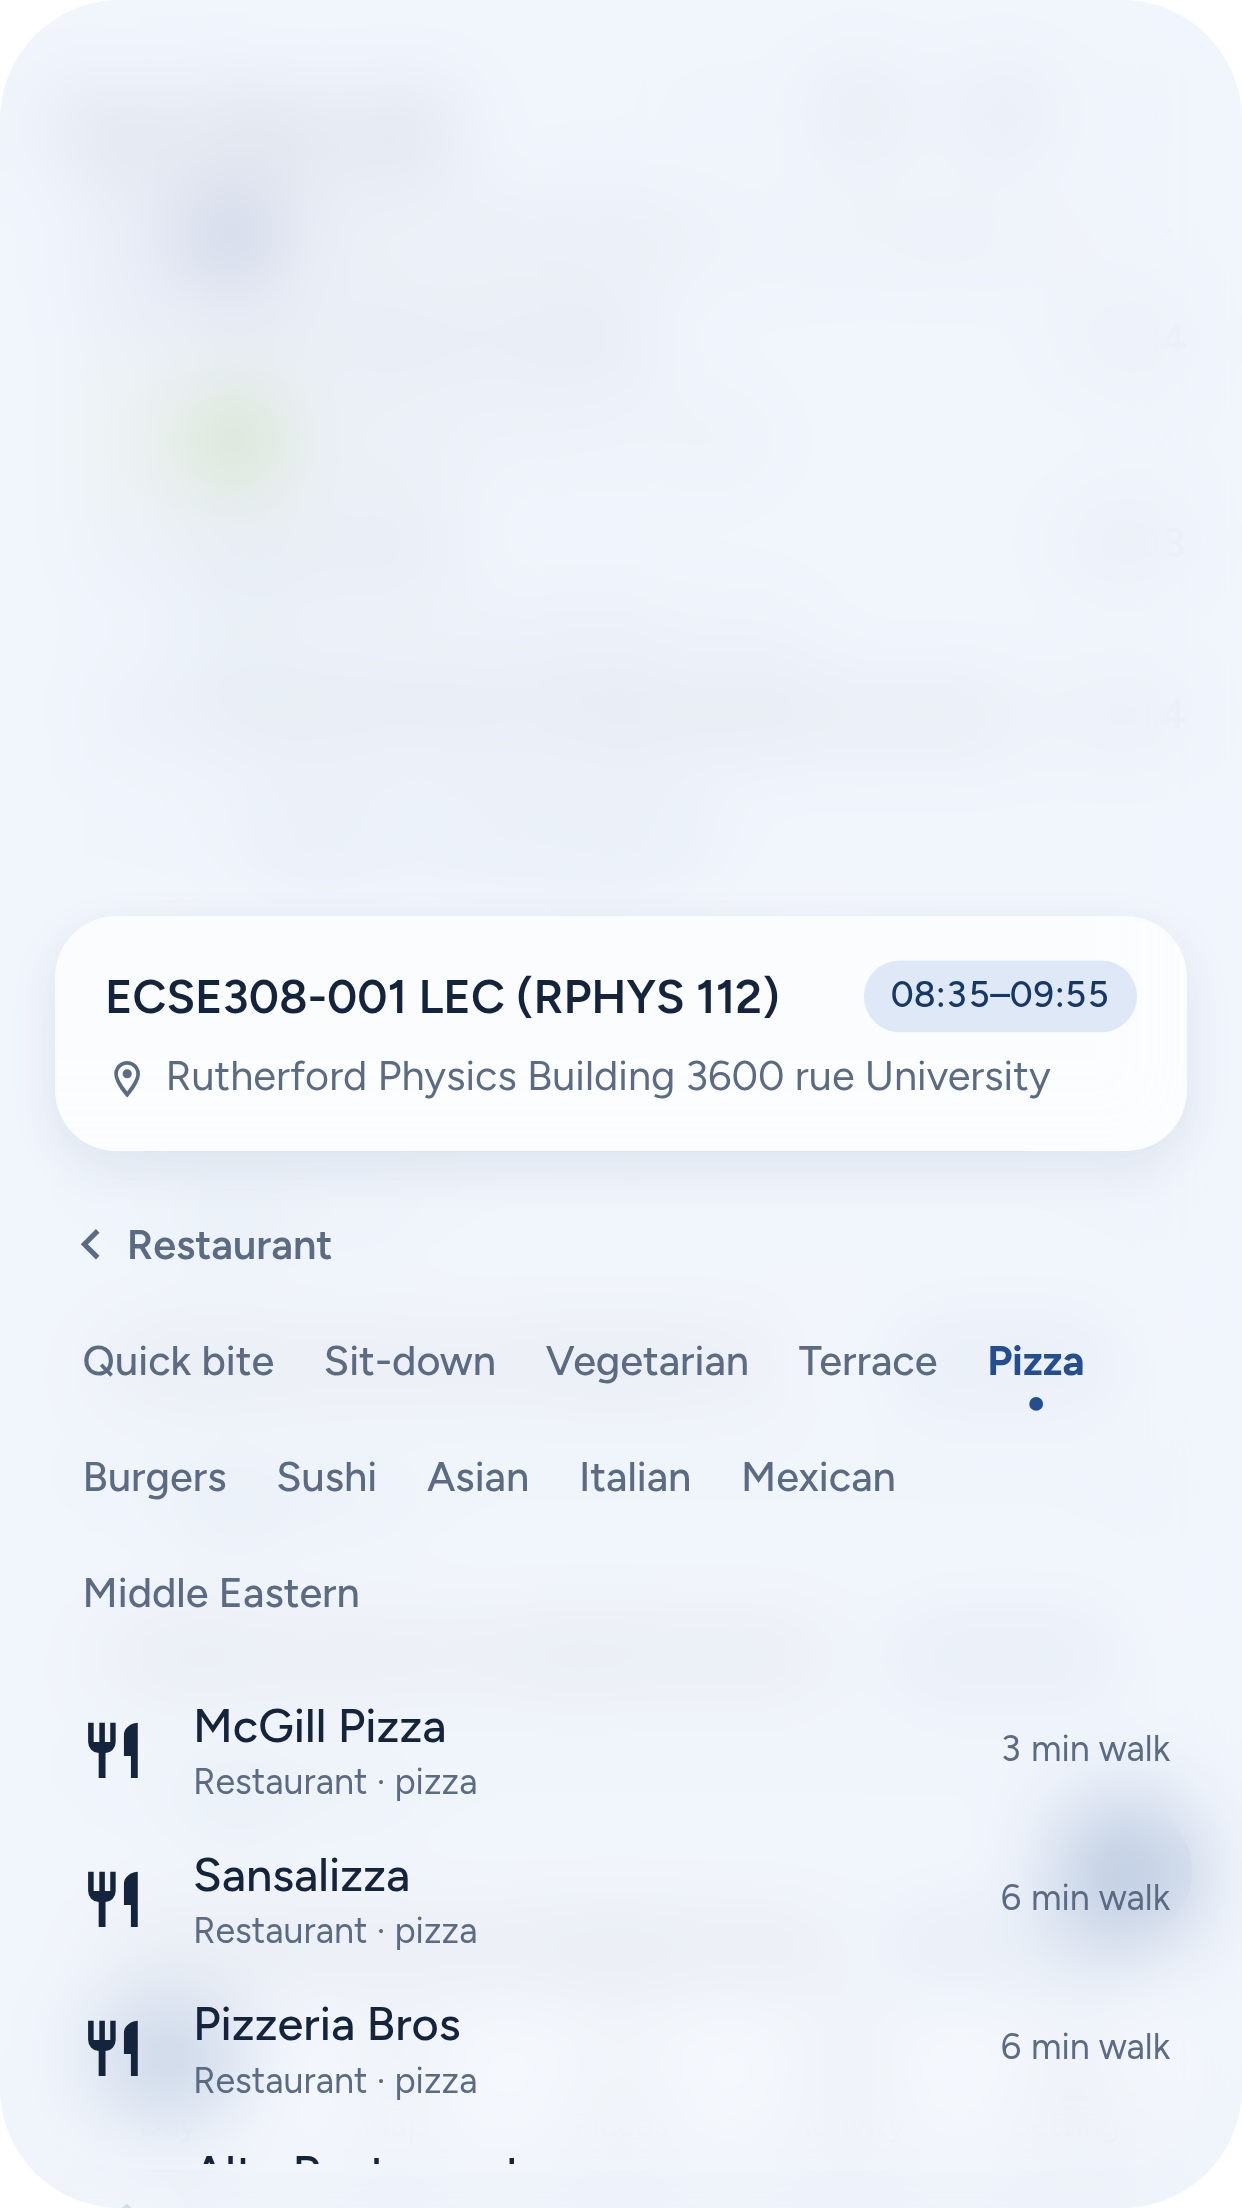 ECSE308-001 LEC (RPHYS 112) 08:35–09:55
Rutherford Physics Building 3600 rue University
Restaurant
Quick bite Sit-down Vegetarian Terrace Pizza
Burgers Sushi Asian Italian Mexican
Middle Eastern
McGill Pizza
Restaurant · pizza
3 min walk
Sansalizza
Restaurant · pizza
6 min walk
Pizzeria Bros
Restaurant · pizza
6 min walk